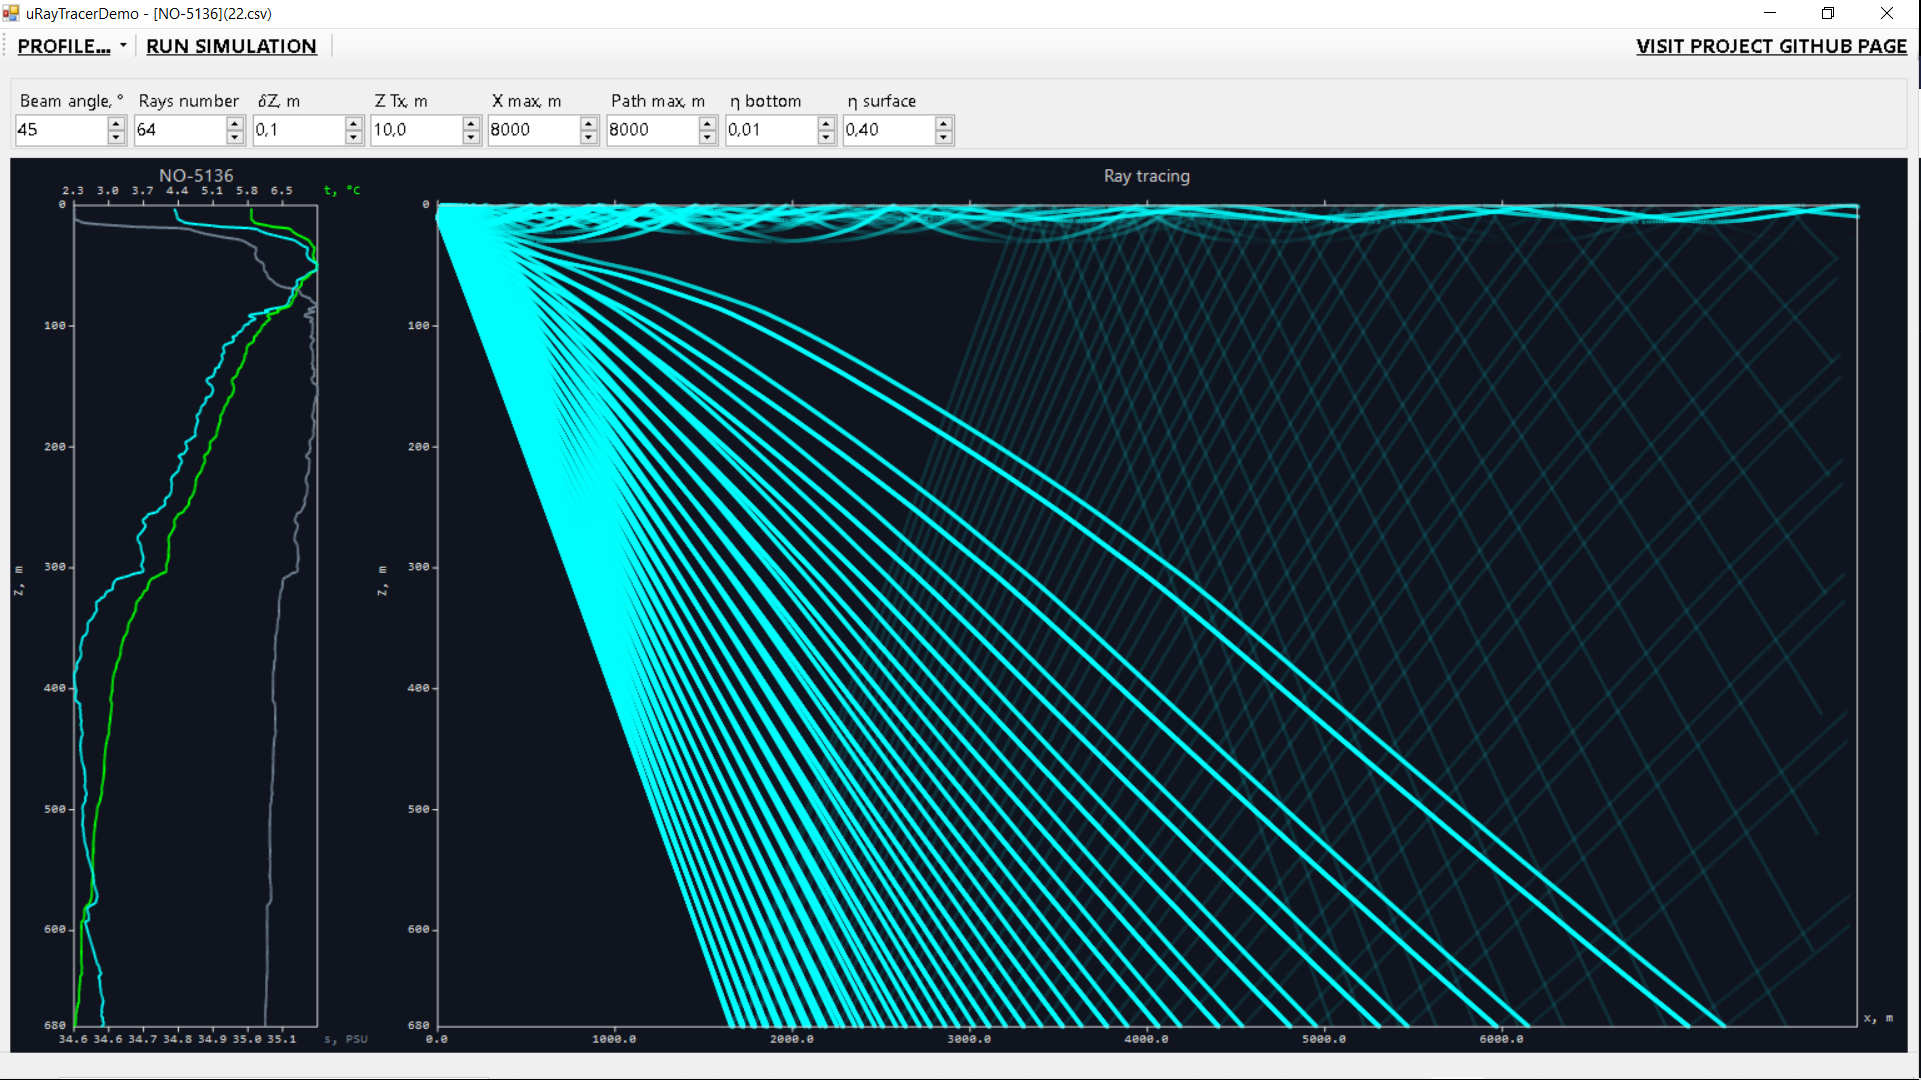 uRayTracerDemo - [NO-5136](22.csv)
PROFILE... RUN SIMULATION VISIT PROJECT GITHUB PAGE
Beam angle, ° Rays number δZ, m Z Tx, m X max, m Path max, m η bottom η surface
45 64 0,1 10,0 8000 8000 0,01 0,40
NO-5136 Ray tracing
2.3 3.0 3.7 4.4 5.1 5.8 6.5 t, °C
0 0
100 100
200 200
300 300
Z, m Z, m
400 400
500 500
600 600
680 680
x, m
34.6 34.6 34.7 34.8 34.9 35.0 35.1 s, PSU 0.0 1000.0 2000.0 3000.0 4000.0 5000.0 6000.0